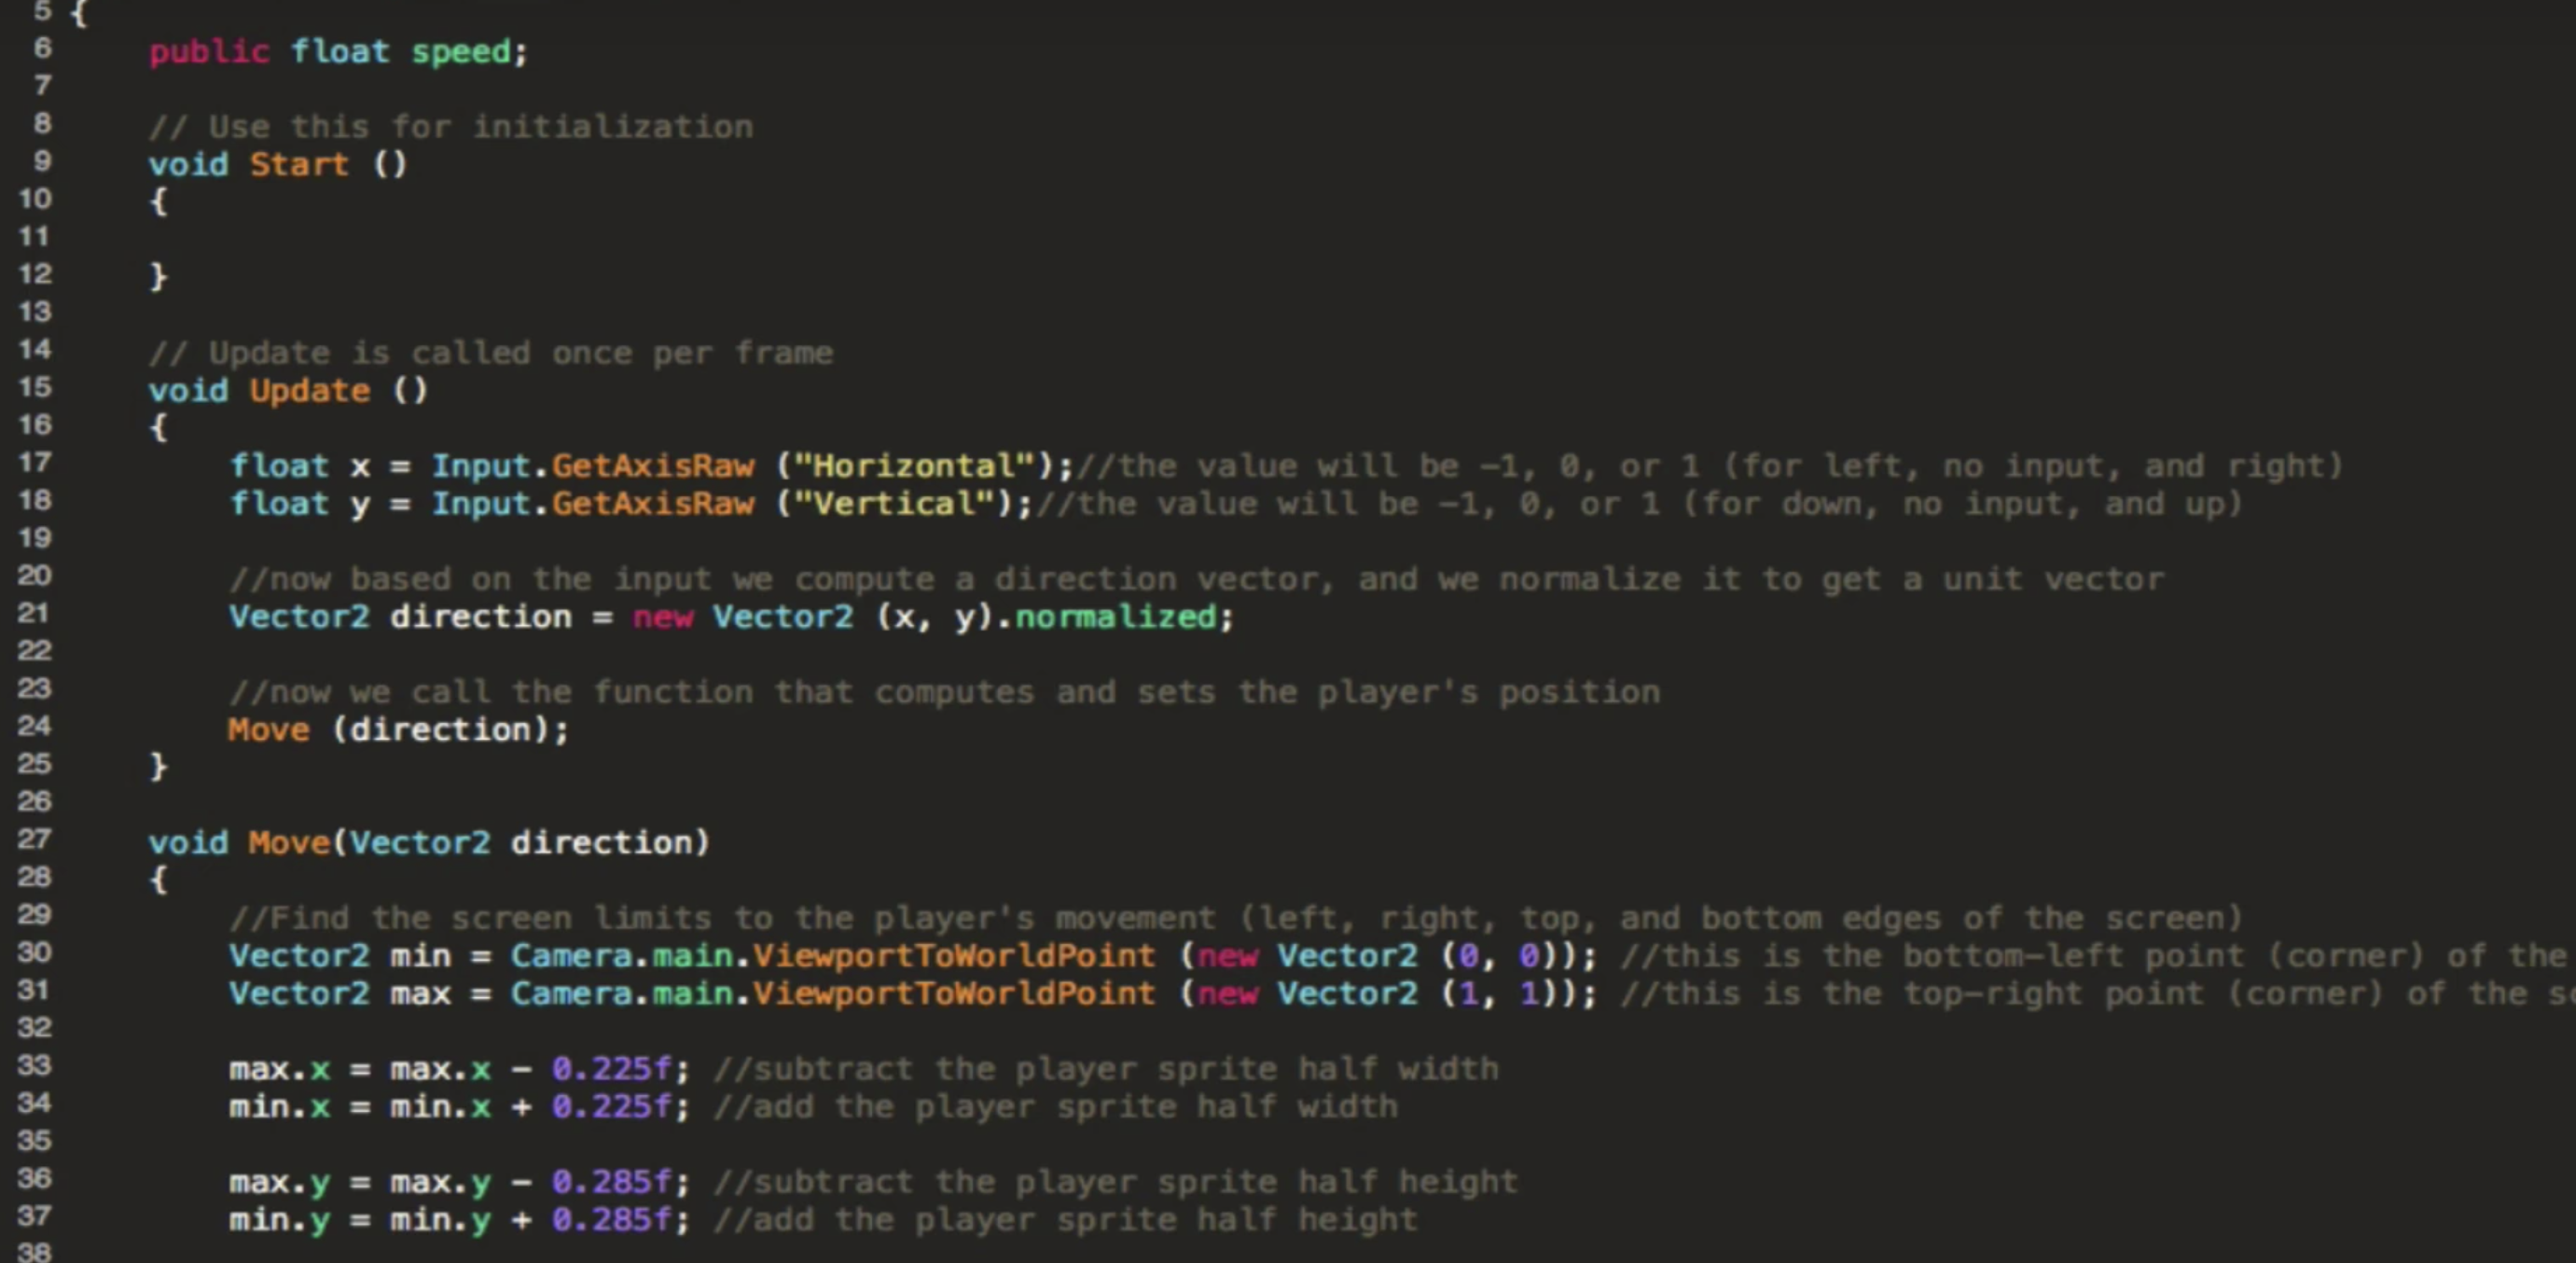 5 {
6     public float speed;
7
8     // Use this for initialization
9     void Start ()
10     {
11
12     }
13
14     // Update is called once per frame
15     void Update ()
16     {
17         float x = Input.GetAxisRaw ("Horizontal");//the value will be –1, 0, or 1 (for left, no input, and right)
18         float y = Input.GetAxisRaw ("Vertical");//the value will be –1, 0, or 1 (for down, no input, and up)
19
20         //now based on the input we compute a direction vector, and we normalize it to get a unit vector
21         Vector2 direction = new Vector2 (x, y).normalized;
22
23         //now we call the function that computes and sets the player's position
24         Move (direction);
25     }
26
27     void Move(Vector2 direction)
28     {
29         //Find the screen limits to the player's movement (left, right, top, and bottom edges of the screen)
30         Vector2 min = Camera.main.ViewportToWorldPoint (new Vector2 (0, 0)); //this is the bottom–left point (corner) of the
31         Vector2 max = Camera.main.ViewportToWorldPoint (new Vector2 (1, 1)); //this is the top–right point (corner) of the
32
33         max.x = max.x – 0.225f; //subtract the player sprite half width
34         min.x = min.x + 0.225f; //add the player sprite half width
35
36         max.y = max.y – 0.285f; //subtract the player sprite half height
37         min.y = min.y + 0.285f; //add the player sprite half height
38